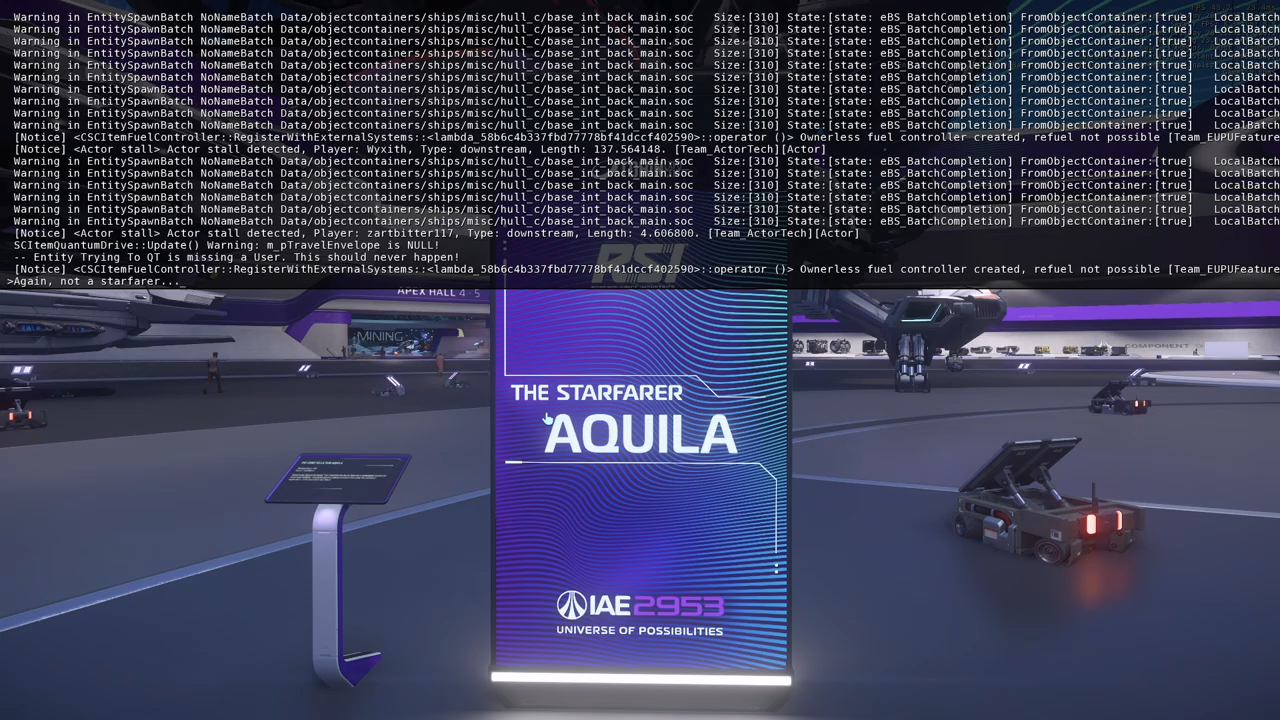 Warning in EntitySpawnBatch NoNameBatch Data/objectcontainers/ships/misc/hull_c/base_int_back_main.soc   Size:[310] State:[state: eBS_BatchCompletion] FromObjectContainer:[true]   LocalBatch
Warning in EntitySpawnBatch NoNameBatch Data/objectcontainers/ships/misc/hull_c/base_int_back_main.soc   Size:[310] State:[state: eBS_BatchCompletion] FromObjectContainer:[true]   LocalBatch
Warning in EntitySpawnBatch NoNameBatch Data/objectcontainers/ships/misc/hull_c/base_int_back_main.soc   Size:[310] State:[state: eBS_BatchCompletion] FromObjectContainer:[true]   LocalBatch
Warning in EntitySpawnBatch NoNameBatch Data/objectcontainers/ships/misc/hull_c/base_int_back_main.soc   Size:[310] State:[state: eBS_BatchCompletion] FromObjectContainer:[true]   LocalBatch
Warning in EntitySpawnBatch NoNameBatch Data/objectcontainers/ships/misc/hull_c/base_int_back_main.soc   Size:[310] State:[state: eBS_BatchCompletion] FromObjectContainer:[true]   LocalBatch
Warning in EntitySpawnBatch NoNameBatch Data/objectcontainers/ships/misc/hull_c/base_int_back_main.soc   Size:[310] State:[state: eBS_BatchCompletion] FromObjectContainer:[true]   LocalBatch
Warning in EntitySpawnBatch NoNameBatch Data/objectcontainers/ships/misc/hull_c/base_int_back_main.soc   Size:[310] State:[state: eBS_BatchCompletion] FromObjectContainer:[true]   LocalBatch
Warning in EntitySpawnBatch NoNameBatch Data/objectcontainers/ships/misc/hull_c/base_int_back_main.soc   Size:[310] State:[state: eBS_BatchCompletion] FromObjectContainer:[true]   LocalBatch
Warning in EntitySpawnBatch NoNameBatch Data/objectcontainers/ships/misc/hull_c/base_int_back_main.soc   Size:[310] State:[state: eBS_BatchCompletion] FromObjectContainer:[true]   LocalBatch
Warning in EntitySpawnBatch NoNameBatch Data/objectcontainers/ships/misc/hull_c/base_int_back_main.soc   Size:[310] State:[state: eBS_BatchCompletion] FromObjectContainer:[true]   LocalBatch
[Notice] <CSCItemFuelController::RegisterWithExternalSystems::<lambda_58b6c4b337fbd77778bf41dccf402590>::operator ()> Ownerless fuel controller created, refuel not possible [Team_EUPUFeature
[Notice] <Actor stall> Actor stall detected, Player: Wyxith, Type: downstream, Length: 137.564148. [Team_ActorTech][Actor]
Warning in EntitySpawnBatch NoNameBatch Data/objectcontainers/ships/misc/hull_c/base_int_back_main.soc   Size:[310] State:[state: eBS_BatchCompletion] FromObjectContainer:[true]   LocalBatch
Warning in EntitySpawnBatch NoNameBatch Data/objectcontainers/ships/misc/hull_c/base_int_back_main.soc   Size:[310] State:[state: eBS_BatchCompletion] FromObjectContainer:[true]   LocalBatch
Warning in EntitySpawnBatch NoNameBatch Data/objectcontainers/ships/misc/hull_c/base_int_back_main.soc   Size:[310] State:[state: eBS_BatchCompletion] FromObjectContainer:[true]   LocalBatch
Warning in EntitySpawnBatch NoNameBatch Data/objectcontainers/ships/misc/hull_c/base_int_back_main.soc   Size:[310] State:[state: eBS_BatchCompletion] FromObjectContainer:[true]   LocalBatch
Warning in EntitySpawnBatch NoNameBatch Data/objectcontainers/ships/misc/hull_c/base_int_back_main.soc   Size:[310] State:[state: eBS_BatchCompletion] FromObjectContainer:[true]   LocalBatch
Warning in EntitySpawnBatch NoNameBatch Data/objectcontainers/ships/misc/hull_c/base_int_back_main.soc   Size:[310] State:[state: eBS_BatchCompletion] FromObjectContainer:[true]   LocalBatch
[Notice] <Actor stall> Actor stall detected, Player: zartbitter117, Type: downstream, Length: 4.606800. [Team_ActorTech][Actor]
SCItemQuantumDrive::Update() Warning: m_pTravelEnvelope is NULL!
-- Entity Trying To QT is missing a User. This should never happen!
[Notice] <CSCItemFuelController::RegisterWithExternalSystems::<lambda_58b6c4b337fbd77778bf41dccf402590>::operator ()> Ownerless fuel controller created, refuel not possible [Team_EUPUFeature
>Again, not a starfarer..._
RSI
APEX HALL 4 - 5
MINING
COMPONENT
THE STARFARER
AQUILA
IAE2953
UNIVERSE OF POSSIBILITIES